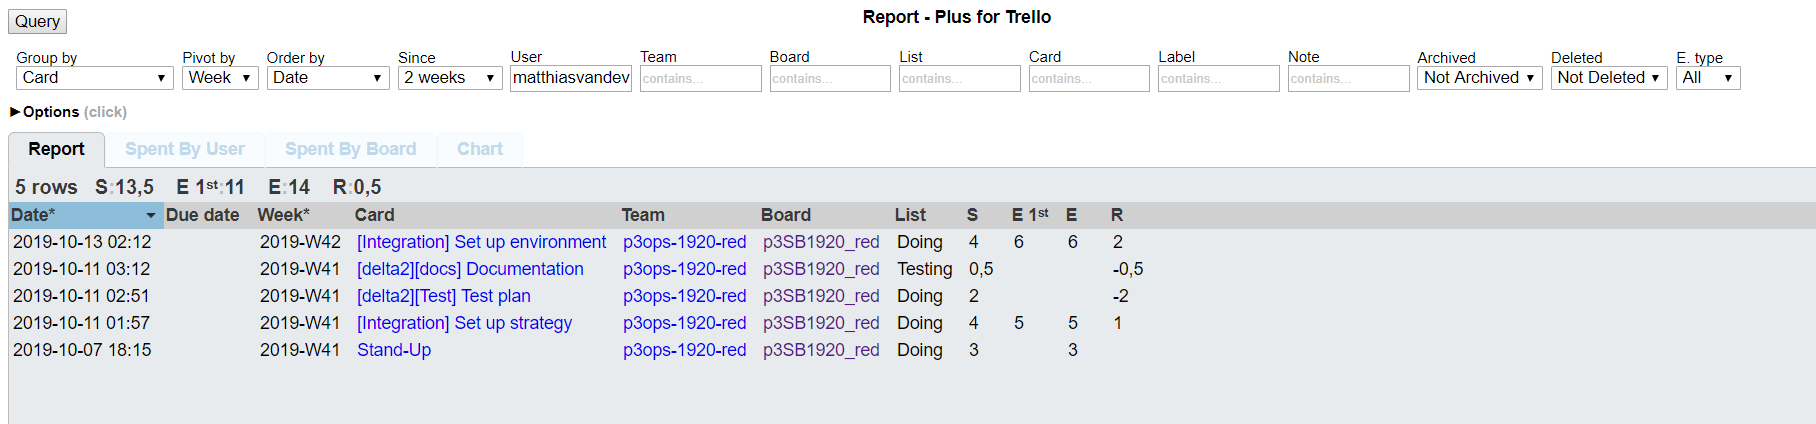 Query
Report - Plus for Trello
Group by Pivot by Order by Since User Team Board List Card Label Note Archived Deleted E. type
Card Week Date 2 weeks matthiasvandev contains... contains... contains... contains... contains... contains... Not Archived Not Deleted All
Options (click)
Report Spent By User Spent By Board Chart
5 rows S:13,5 E 1st:11 E:14 R:0,5
Date* Due date Week* Card Team Board List S E 1st E R
2019-10-13 02:12 2019-W42 [Integration] Set up environment p3ops-1920-red p3SB1920_red Doing 4 6 6 2
2019-10-11 03:12 2019-W41 [delta2][docs] Documentation p3ops-1920-red p3SB1920_red Testing 0,5 -0,5
2019-10-11 02:51 2019-W41 [delta2][Test] Test plan p3ops-1920-red p3SB1920_red Doing 2 -2
2019-10-11 01:57 2019-W41 [Integration] Set up strategy p3ops-1920-red p3SB1920_red Doing 4 5 5 1
2019-10-07 18:15 2019-W41 Stand-Up p3ops-1920-red p3SB1920_red Doing 3 3